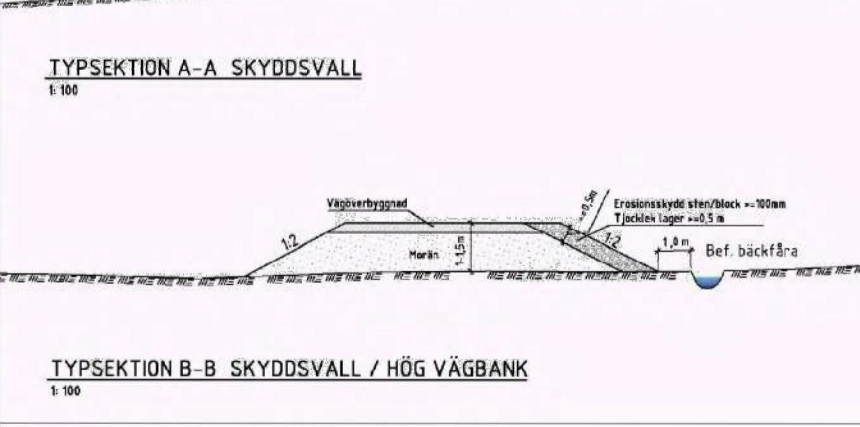 TYPSEKTION A-A SKYDDSVALL
1: 100
Vägöverbyggnad
>=0,5m
Erosionsskydd sten/block >=100mm
Tjocklek lager >=0,5 m
1:2
Morän
1-1,5m
1:2
1,0 m
Bef. bäckfåra
TYPSEKTION B-B SKYDDSVALL / HÖG VÄGBANK
1: 100